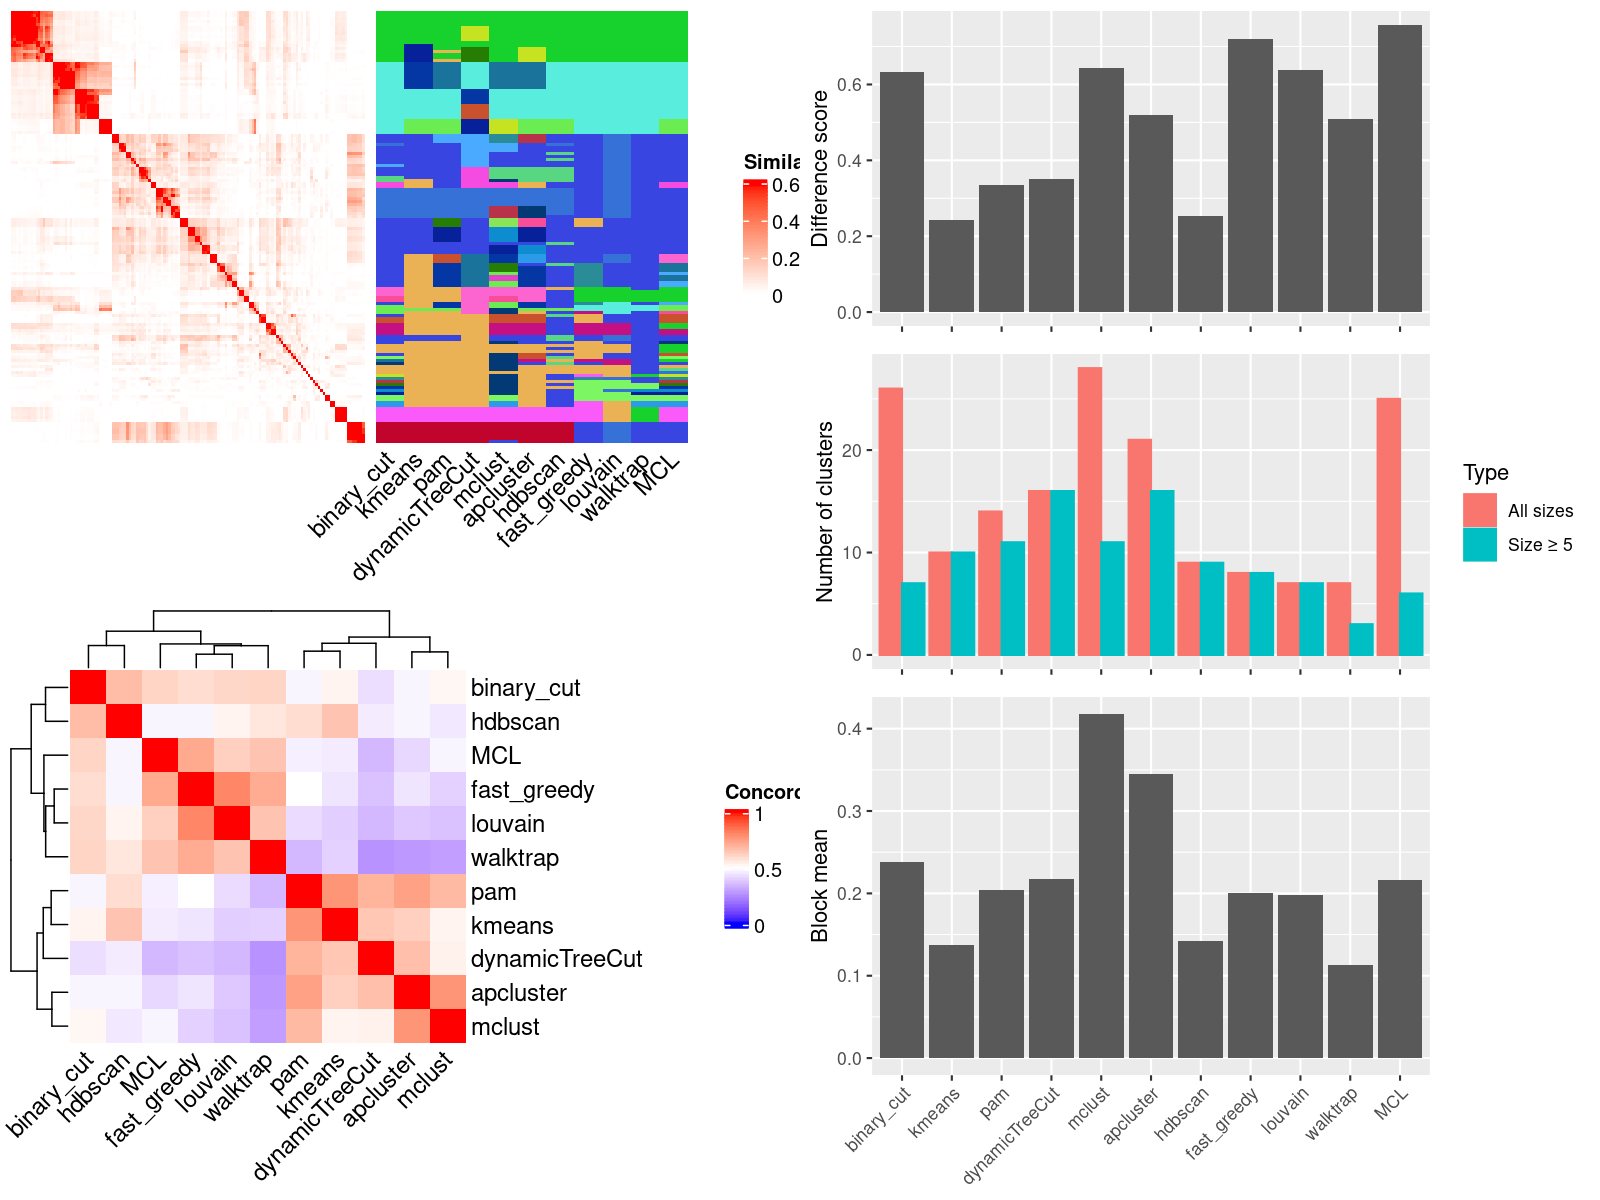 Simila
0.6
0.4
0.2
0
binary_cut
kmeans
pam
dynamicTreeCut
mclust
apcluster
hdbscan
fast_greedy
louvain
walktrap
MCL
Difference score
0.6
0.4
0.2
0.0
Number of clusters
20
10
0
Type
All sizes
Size ≥ 5
binary_cut
hdbscan
MCL
fast_greedy
louvain
walktrap
pam
kmeans
dynamicTreeCut
apcluster
mclust
binary_cut
hdbscan
MCL
fast_greedy
louvain
walktrap
pam
kmeans
dynamicTreeCut
apcluster
mclust
Concord
1
0.5
0
Block mean
0.4
0.3
0.2
0.1
0.0
binary_cut
kmeans
pam
dynamicTreeCut
mclust
apcluster
hdbscan
fast_greedy
louvain
walktrap
MCL